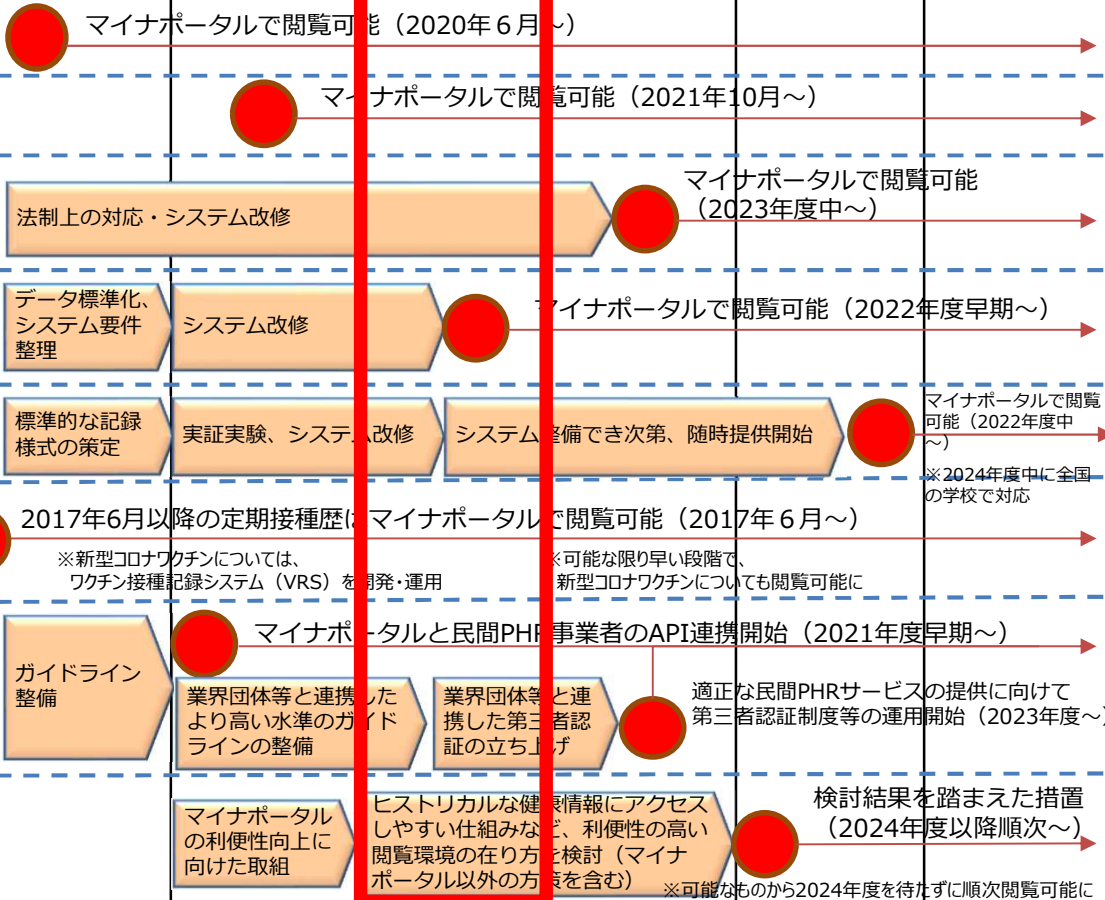 マイナポータルで閲覧可能（2020年６月～）
マイナポータルで閲覧可能（2021年10月～）
法制上の対応・システム改修
マイナポータルで閲覧可能
（2023年度中～）
データ標準化、
システム要件
整理
システム改修
マイナポータルで閲覧可能（2022年度早期～）
標準的な記録
様式の策定
実証実験、システム改修
システム整備でき次第、随時提供開始
マイナポータルで閲覧
可能（2022年度中
～）
※2024年度中に全国
の学校で対応
2017年6月以降の定期接種歴はマイナポータルで閲覧可能（2017年６月～）
※新型コロナワクチンについては、
ワクチン接種記録システム（VRS）を開発・運用
※可能な限り早い段階で、
新型コロナワクチンについても閲覧可能に
ガイドライン
整備
マイナポータルと民間PHR事業者のAPI連携開始（2021年度早期～）
業界団体等と連携した
より高い水準のガイド
ラインの整備
業界団体等と連
携した第三者認
証の立ち上げ
適正な民間PHRサービスの提供に向けて
第三者認証制度等の運用開始（2023年度～）
マイナポータル
の利便性向上に
向けた取組
ヒストリカルな健康情報にアクセス
しやすい仕組みなど、利便性の高い
閲覧環境の在り方を検討（マイナ
ポータル以外の方策を含む）
検討結果を踏まえた措置
（2024年度以降順次～）
※可能なものから2024年度を待たずに順次閲覧可能に